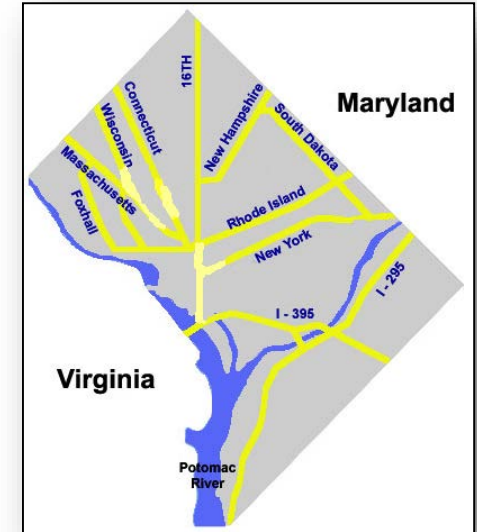 16TH
Connecticut
Wisconsin
Massachusetts
Foxhall
New Hampshire
South Dakota
Maryland
Rhode Island
New York
I - 295
I - 395
Virginia
Potomac
River